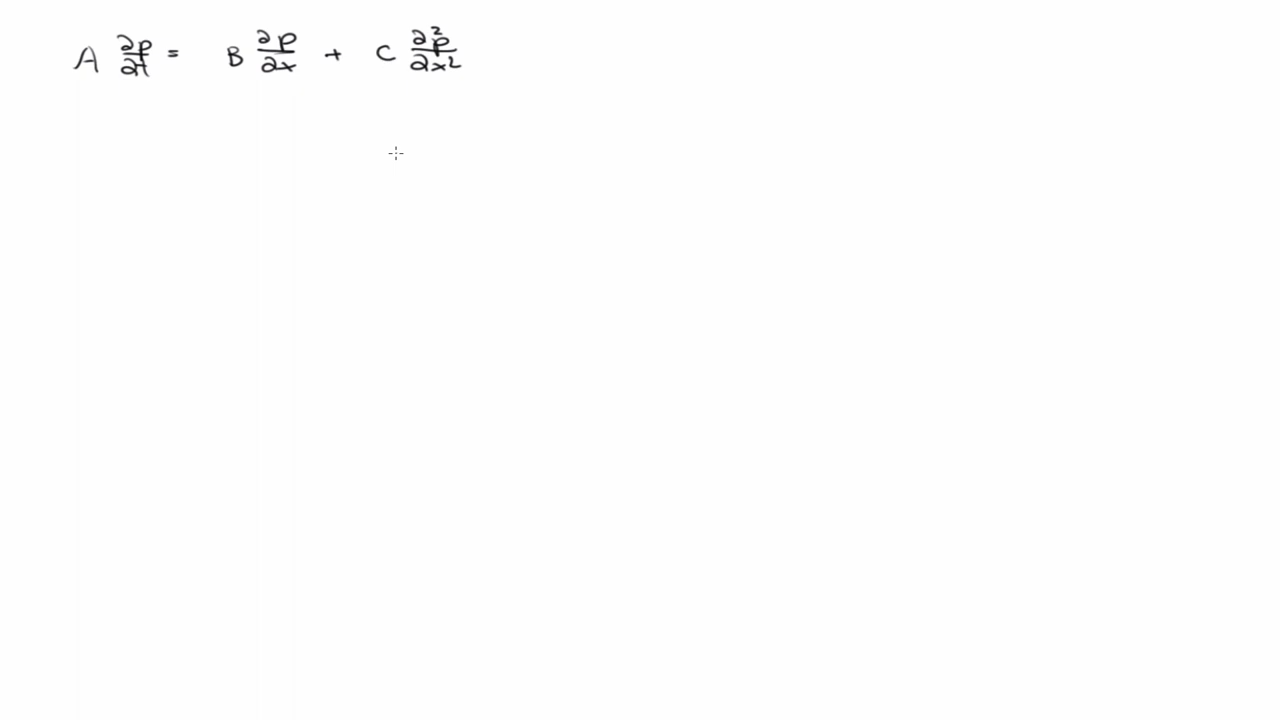 A ∂p/∂t = B ∂p/∂x + C ∂²p/∂x²